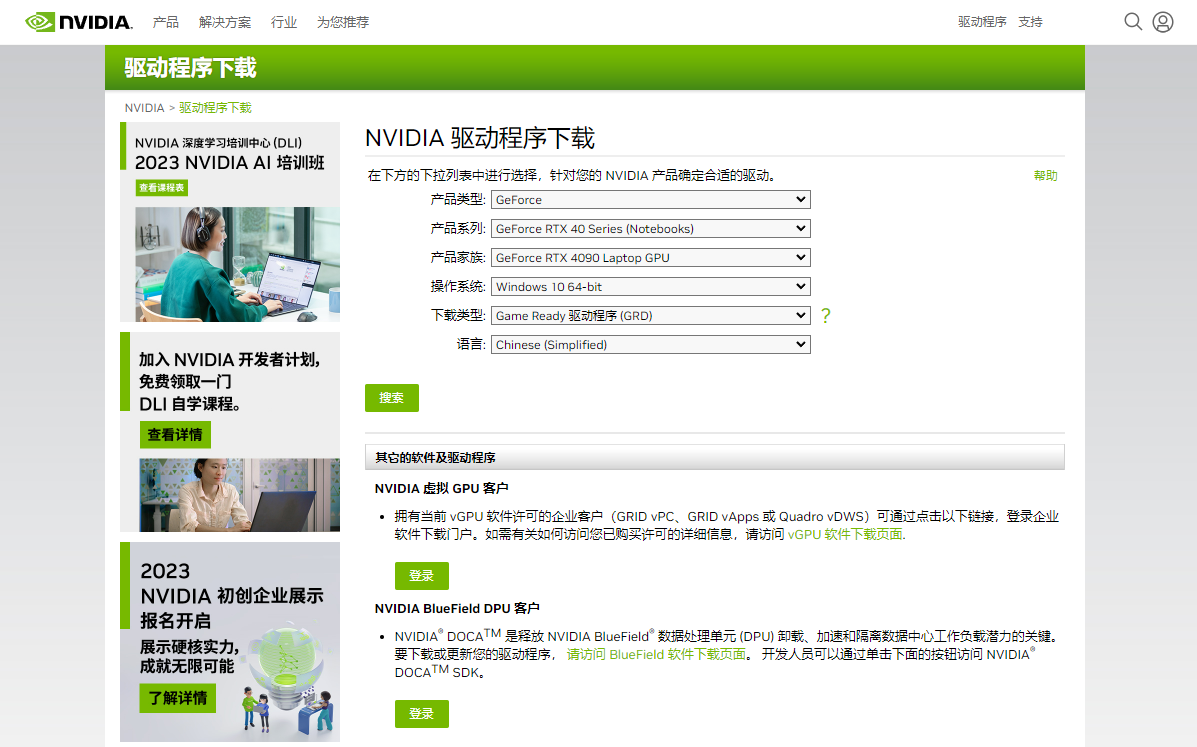 NVIDIA. 产品 解决方案 行业 为您推荐 驱动程序 支持
驱动程序下载
NVIDIA > 驱动程序下载
NVIDIA 深度学习培训中心 (DLI)
2023 NVIDIA AI 培训班
查看课程表
加入 NVIDIA 开发者计划,
免费领取一门
DLI 自学课程。
查看详情
2023
NVIDIA 初创企业展示
报名开启
展示硬核实力,
成就无限可能
了解详情
NVIDIA 驱动程序下载
在下方的下拉列表中进行选择，针对您的 NVIDIA 产品确定合适的驱动。 帮助
产品类型: GeForce
产品系列: GeForce RTX 40 Series (Notebooks)
产品家族: GeForce RTX 4090 Laptop GPU
操作系统: Windows 10 64-bit
下载类型: Game Ready 驱动程序 (GRD) ?
语言: Chinese (Simplified)
搜索
其它的软件及驱动程序
NVIDIA 虚拟 GPU 客户
• 拥有当前 vGPU 软件许可的企业客户（GRID vPC、GRID vApps 或 Quadro vDWS）可通过点击以下链接，登录企业
软件下载门户。如需有关如何访问您已购买许可的详细信息，请访问 vGPU 软件下载页面.
登录
NVIDIA BlueField DPU 客户
• NVIDIA® DOCA™ 是释放 NVIDIA BlueField® 数据处理单元 (DPU) 卸载、加速和隔离数据中心工作负载潜力的关键。
要下载或更新您的驱动程序， 请访问 BlueField 软件下载页面。 开发人员可以通过单击下面的按钮访问 NVIDIA®
DOCA™ SDK。
登录